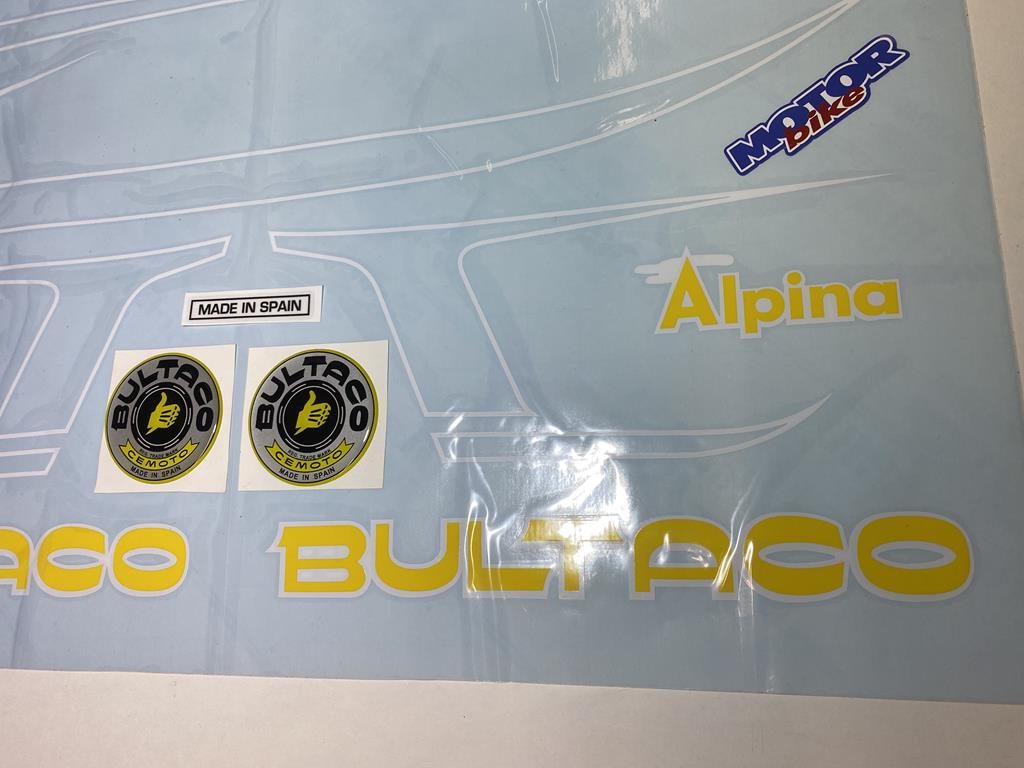 MOTOR
bike
Alpina
MADE IN SPAIN
BULTACO
REG. TRADE MARK
CEMOTO
MADE IN SPAIN
BULTACO
REG. TRADE MARK
CEMOTO
MADE IN SPAIN
ACO
BULTACO